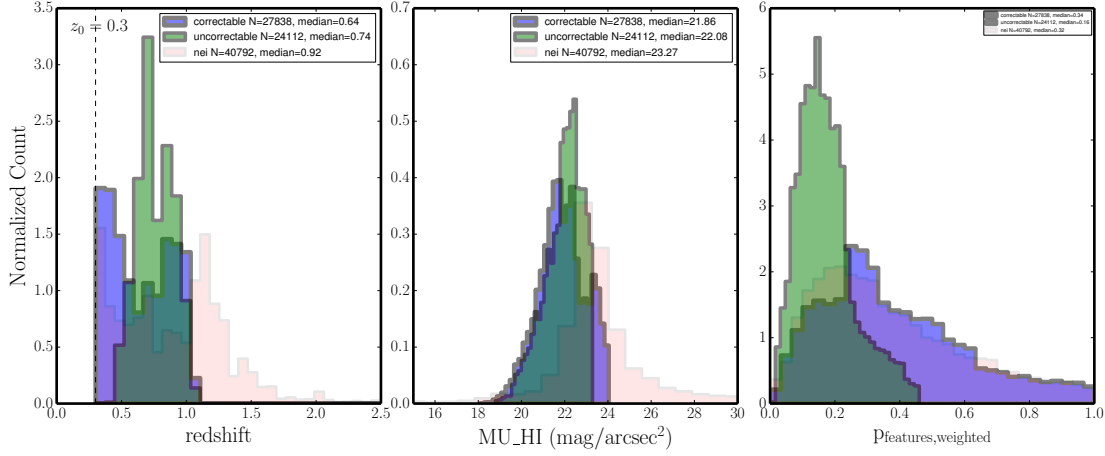 z₀ = 0.3
correctable N=27838, median=0.64
uncorrectable N=24112, median=0.74
nei N=40792, median=0.92
Normalized Count
3.5
3.0
2.5
2.0
1.5
1.0
0.5
0.0
0.0 0.5 1.0 1.5 2.0 2.5
redshift
correctable N=27838, median=21.86
uncorrectable N=24112, median=22.08
nei N=40792, median=23.27
0.7
0.6
0.5
0.4
0.3
0.2
0.1
0.0
16 18 20 22 24 26 28 30
MU_HI (mag/arcsec²)
correctable N=27838, median=0.34
uncorrectable N=24112, median=0.16
nei N=40792, median=0.32
6
5
4
3
2
1
0
0.0 0.2 0.4 0.6 0.8 1.0
p_features,weighted